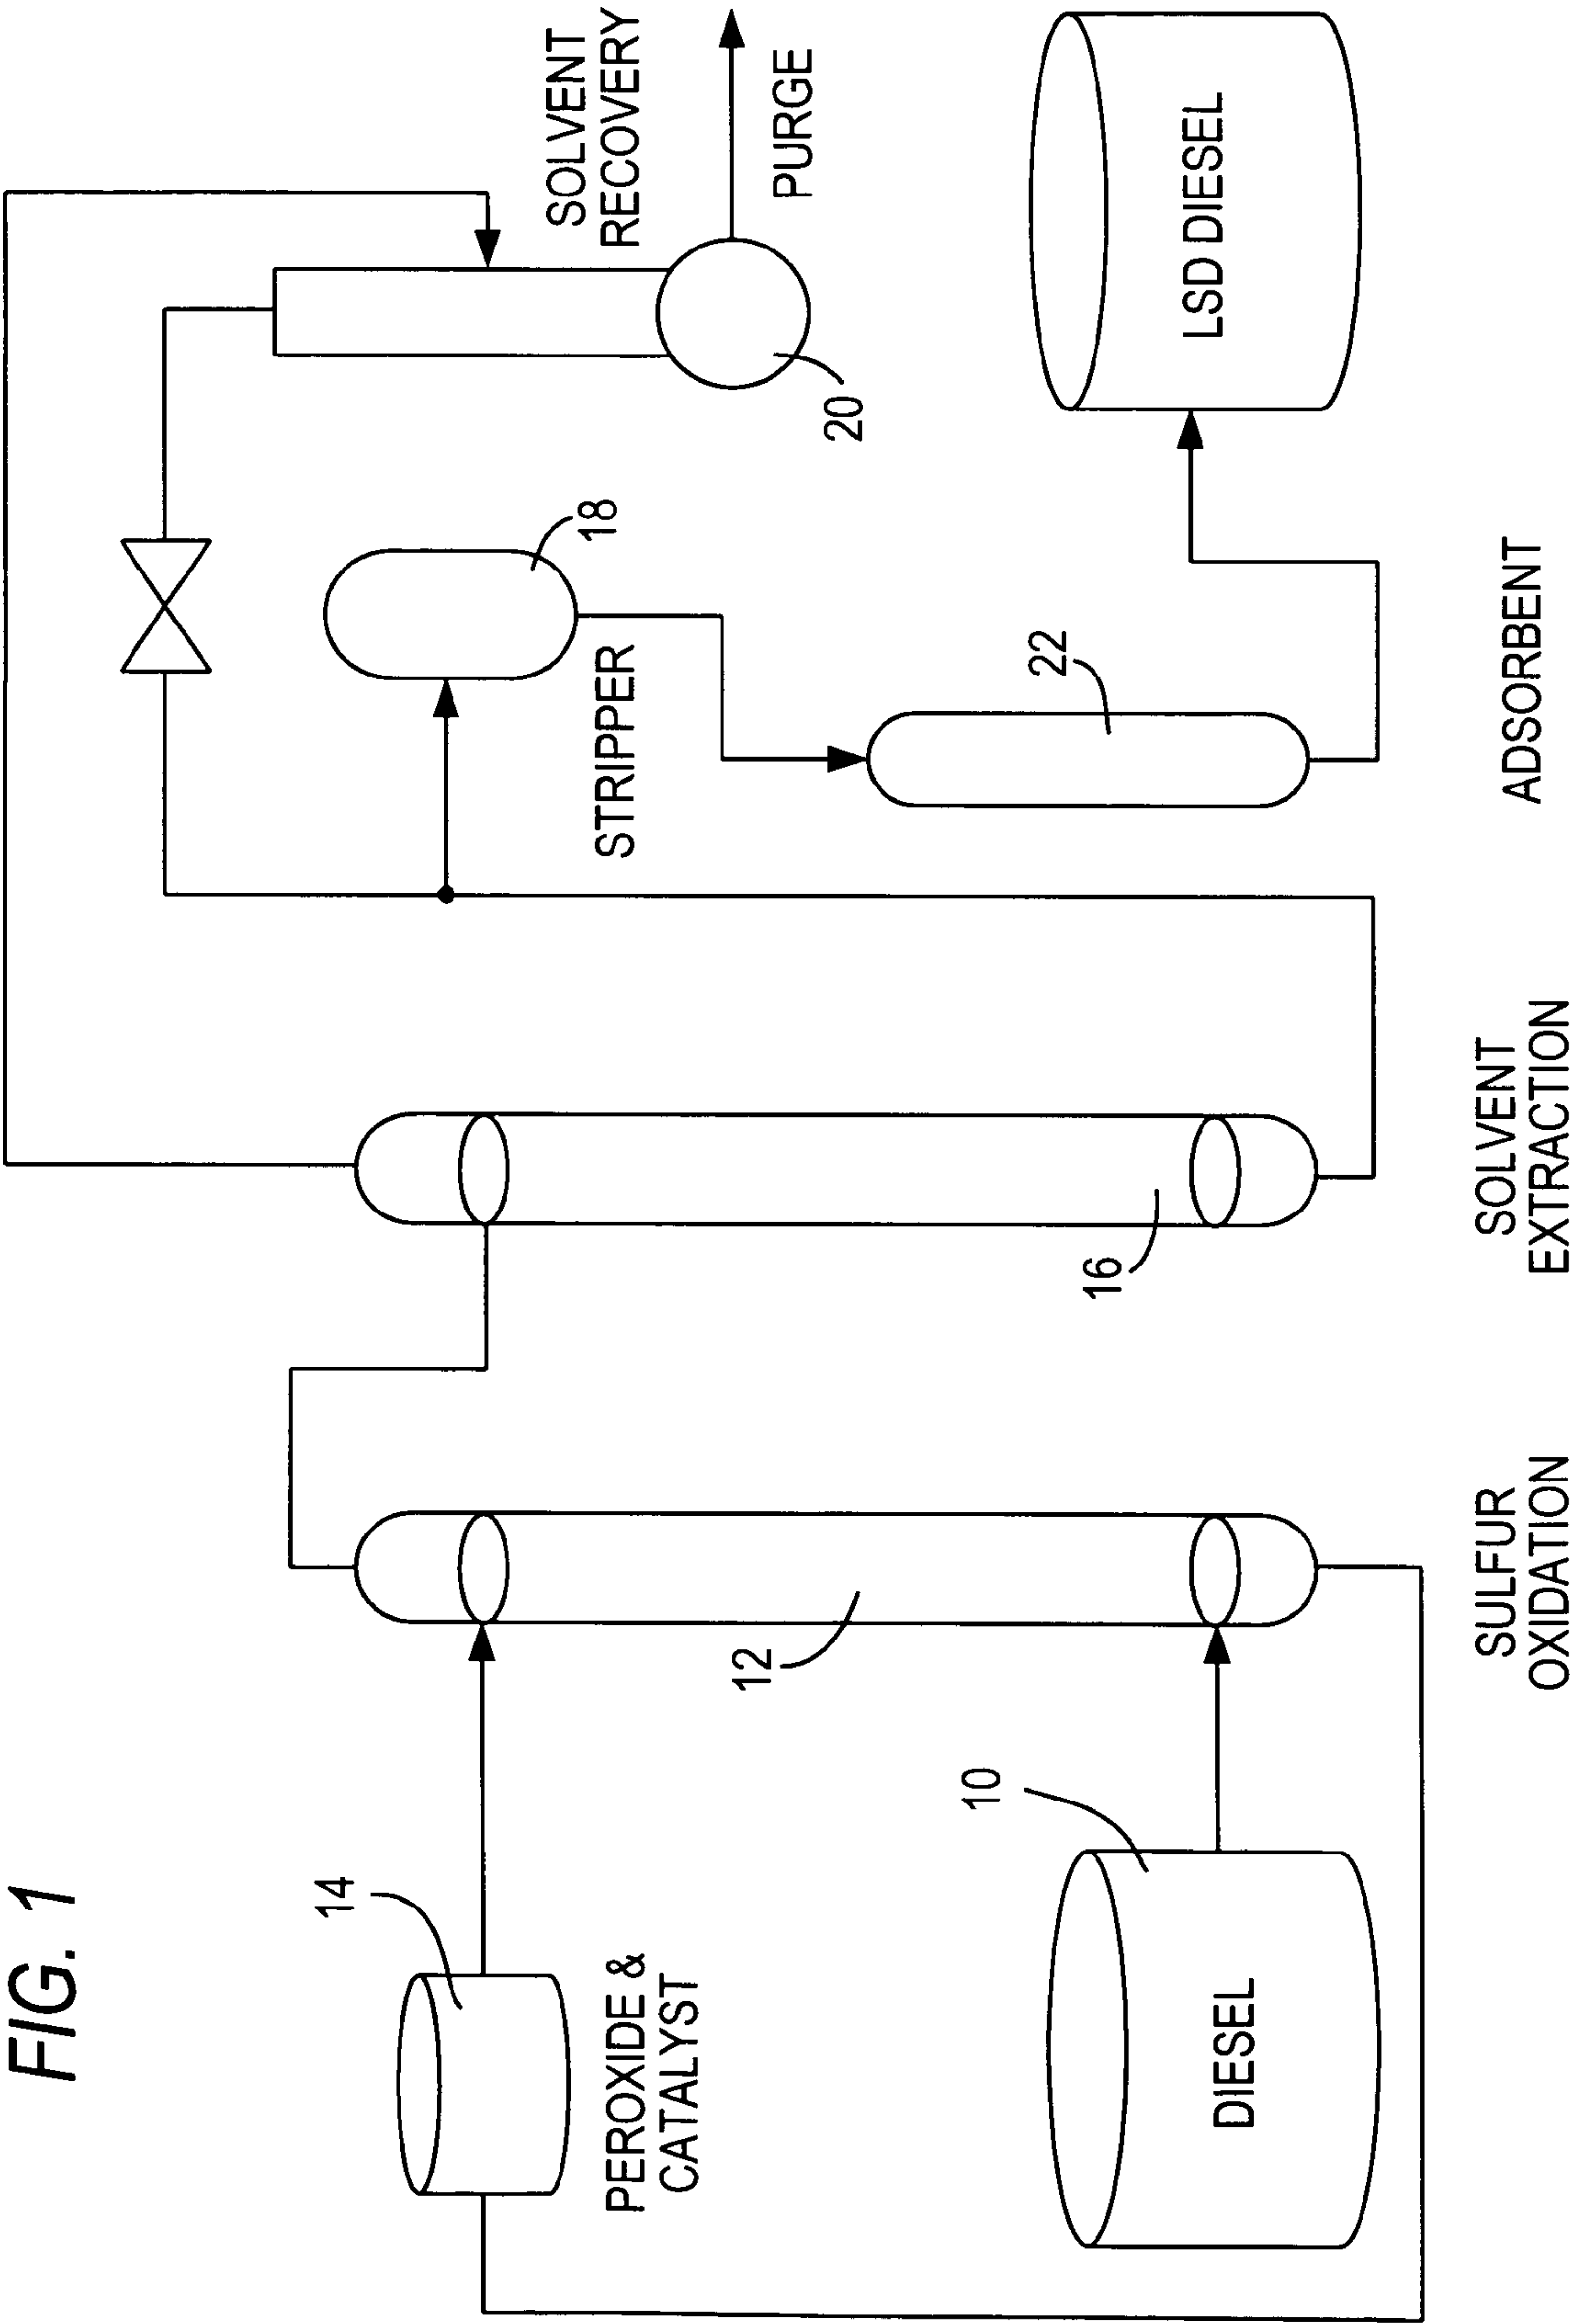 FIG. 1
14
PEROXIDE &
CATALYST
10
DIESEL
12
SULFUR
OXIDATION
16
SOLVENT
EXTRACTION
STRIPPER
18
22
ADSORBENT
SOLVENT
RECOVERY
20
PURGE
LSD DIESEL